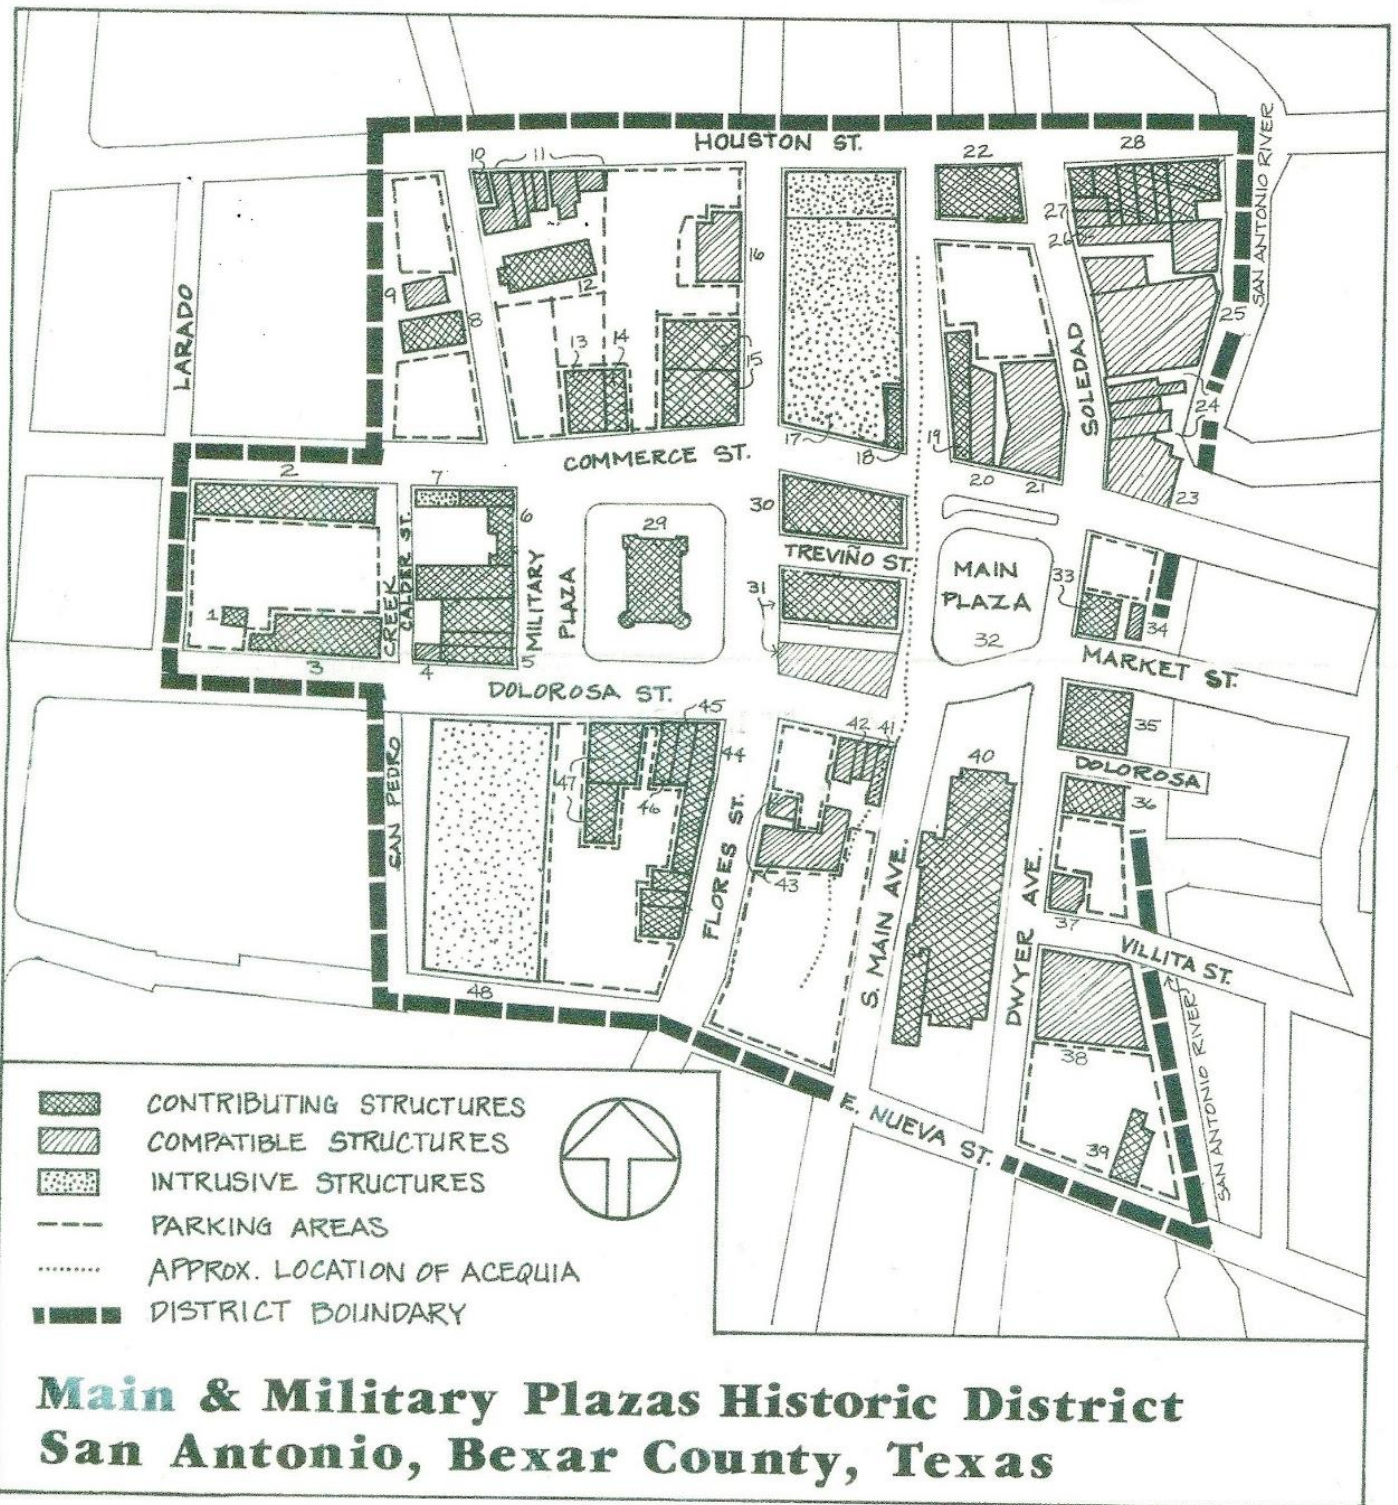 HOUSTON ST.
SAN ANTONIO RIVER
10
11
22
28
27
26
16
9
12
8
LARADO
13
14
15
SOLEDAD
25
24
17
18
19
COMMERCE ST.
20
21
23
2
7
6
30
29
TREVIÑO ST.
MAIN
PLAZA
32
33
34
MILITARY
PLAZA
CREEK
CALDER ST.
1
31
3
4
5
MARKET ST.
DOLOROSA ST.
45
44
42
41
40
35
DOLOROSA
36
47
46
SAN PEDRO
FLORES ST.
43
S. MAIN AVE.
DWYER AVE.
37
VILLITA ST.
48
38
SAN ANTONIO RIVER
39
E. NUEVA ST.
CONTRIBUTING STRUCTURES
COMPATIBLE STRUCTURES
INTRUSIVE STRUCTURES
PARKING AREAS
APPROX. LOCATION OF ACEQUIA
DISTRICT BOUNDARY
Main & Military Plazas Historic District
San Antonio, Bexar County, Texas